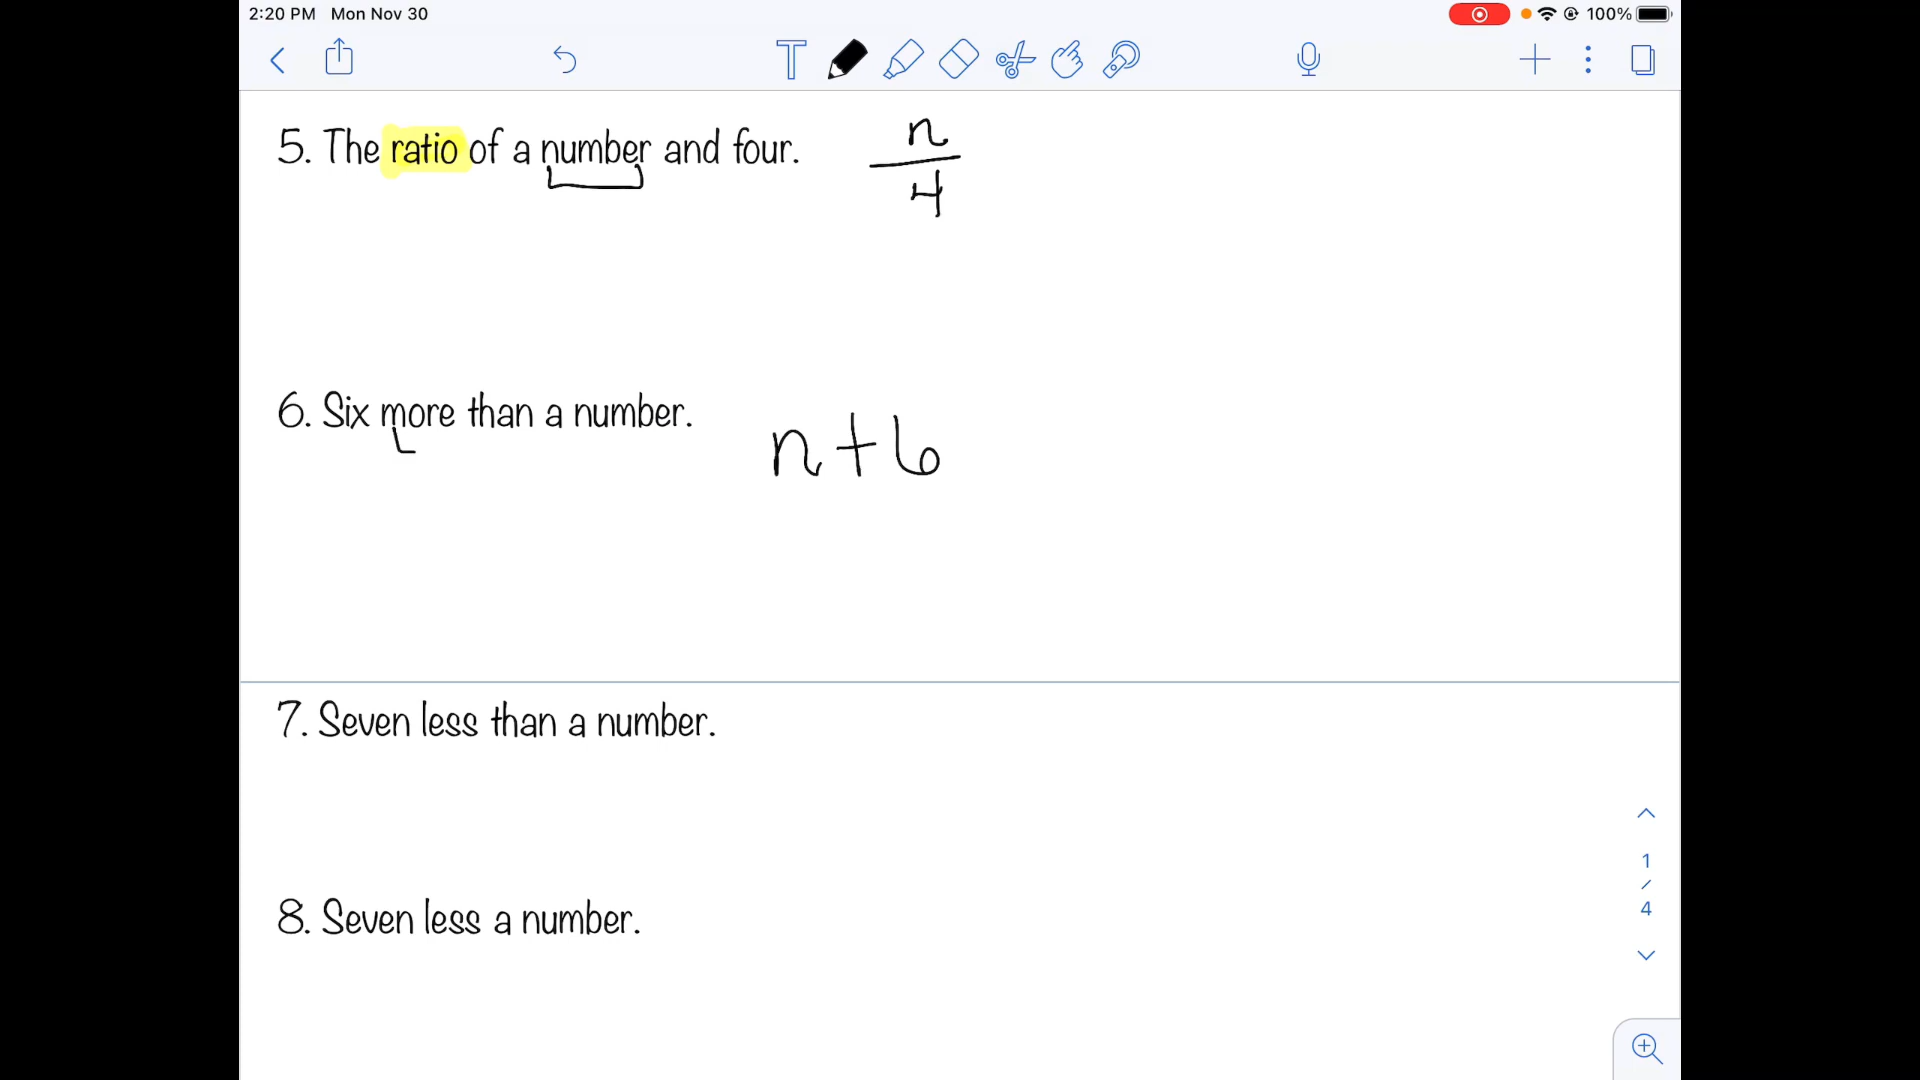 2:20 PM Mon Nov 30
100%
T
5. The ratio of a number and four.
n
4
6. Six more than a number.
n+6
7. Seven less than a number.
1
/
4
8. Seven less a number.